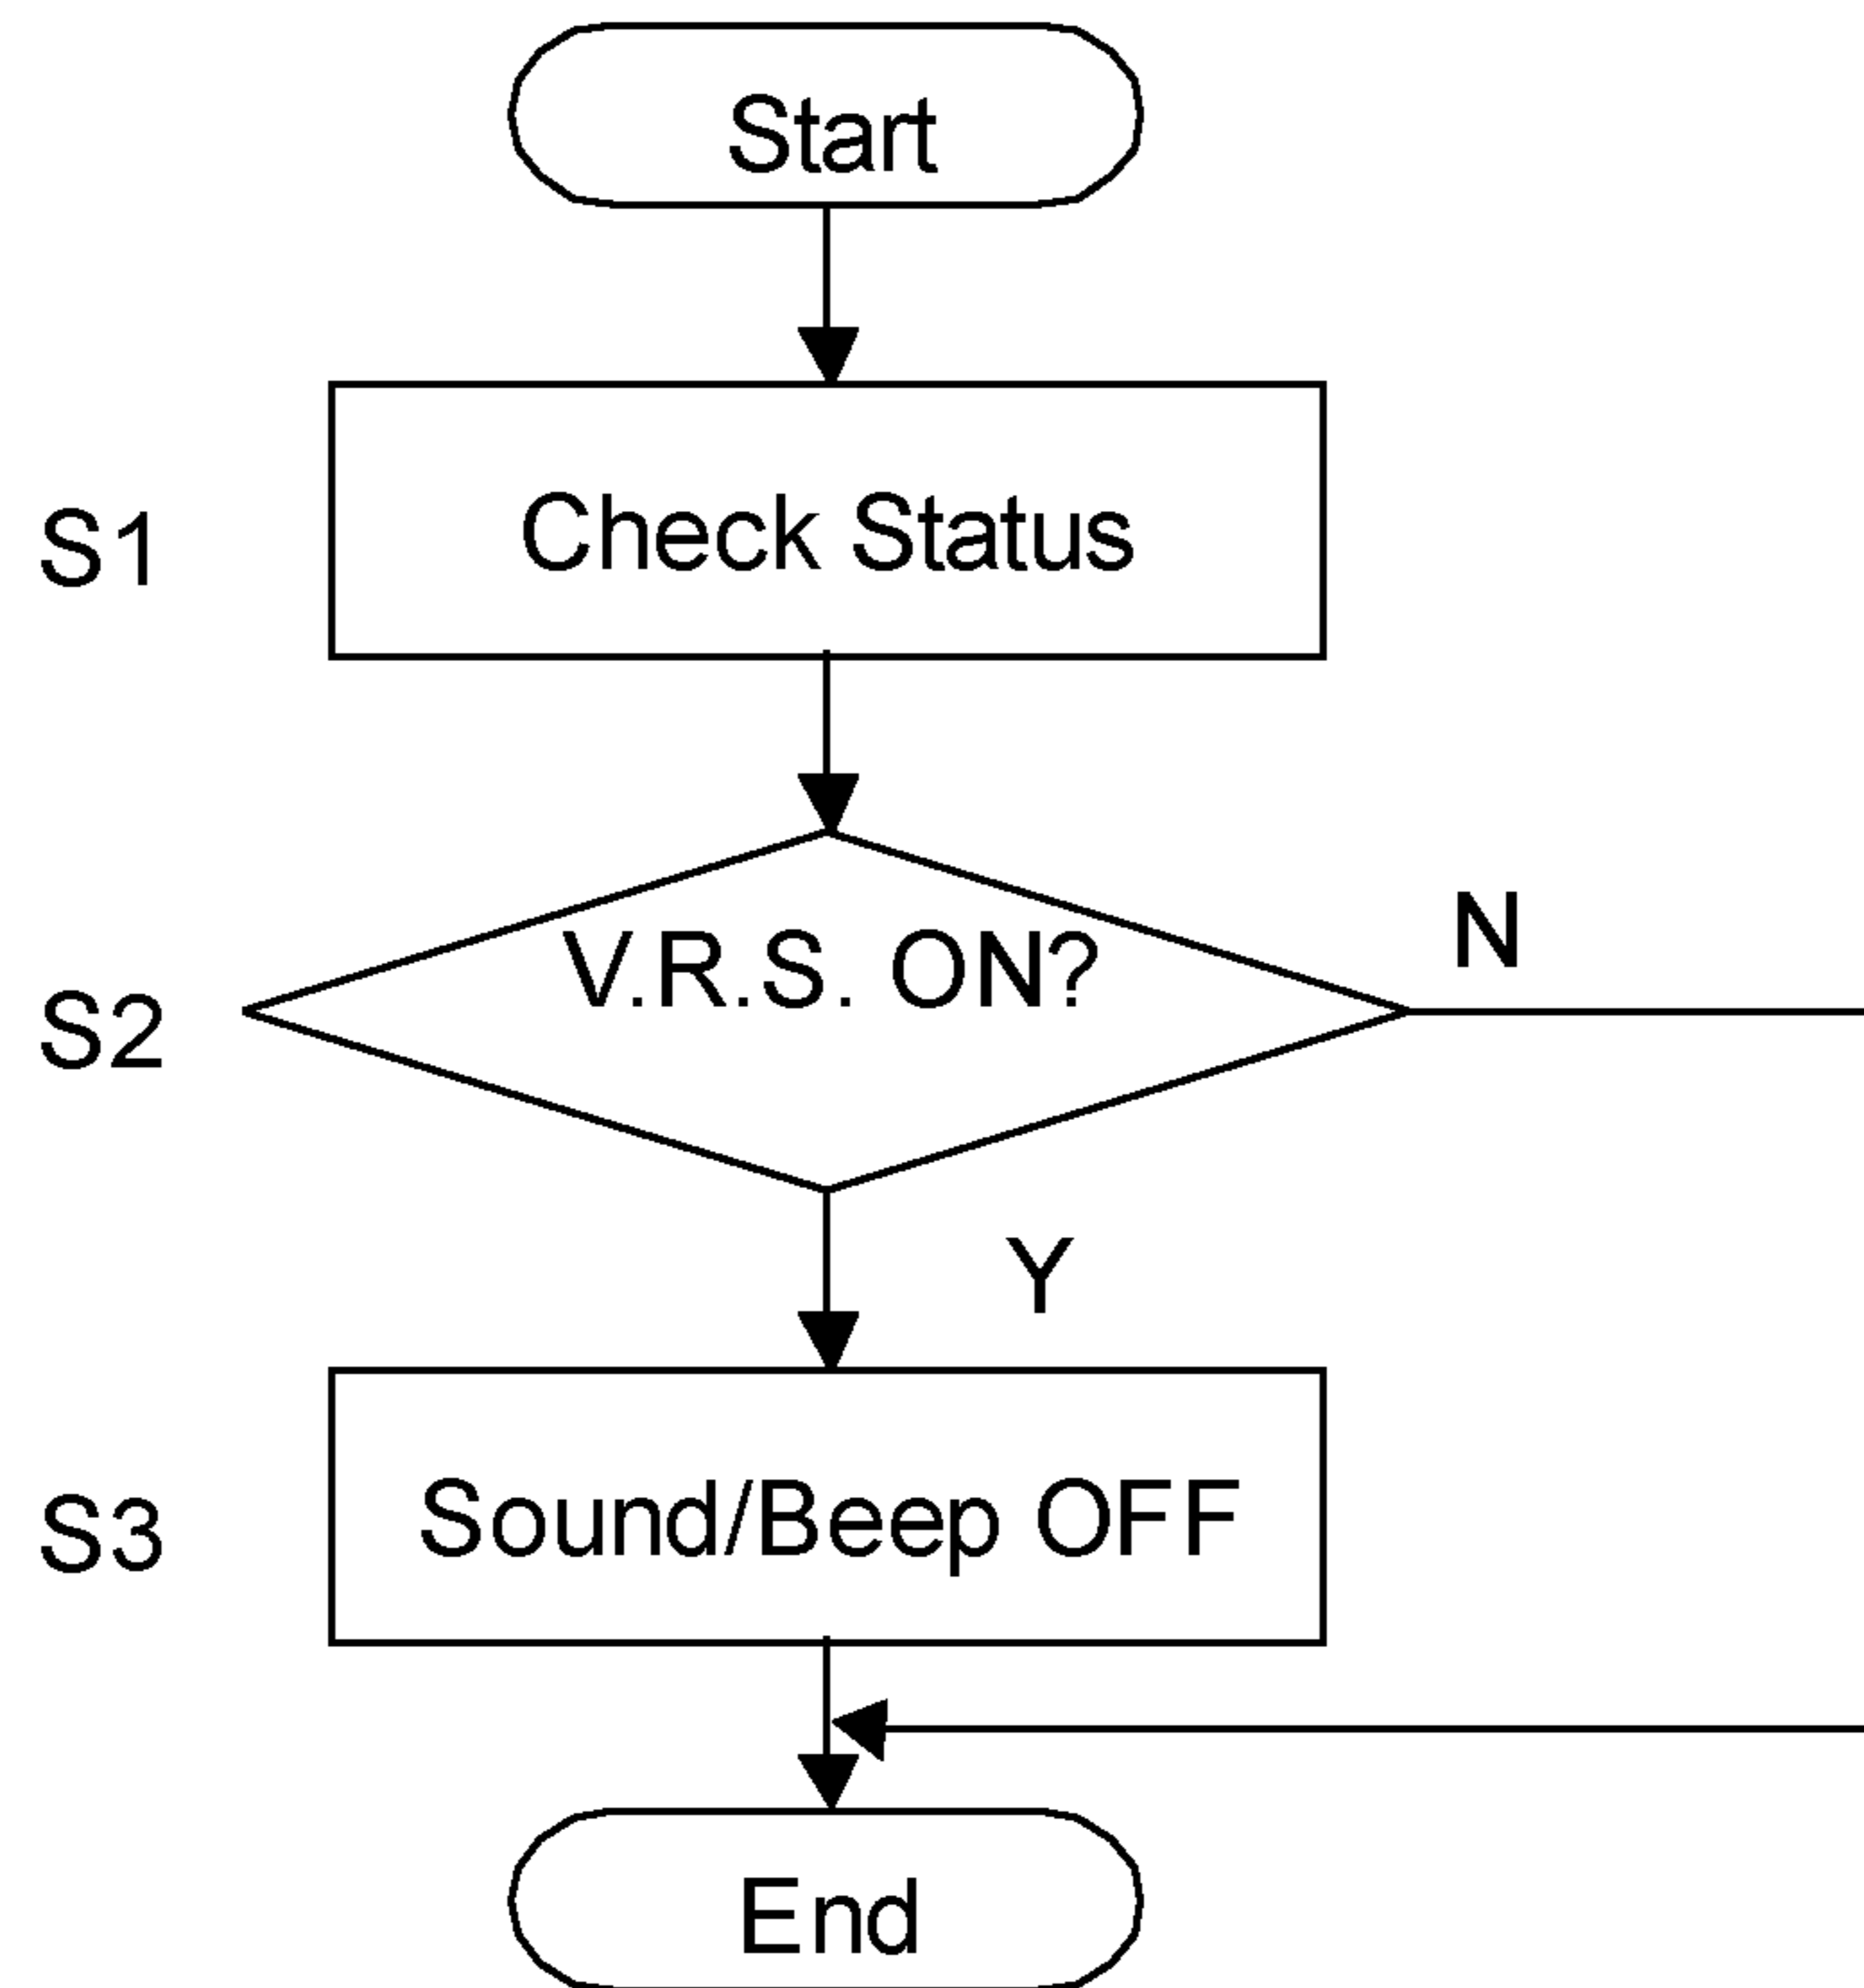 Start
S1
Check Status
V.R.S. ON?
N
S2
Y
S3
Sound/Beep OFF
End